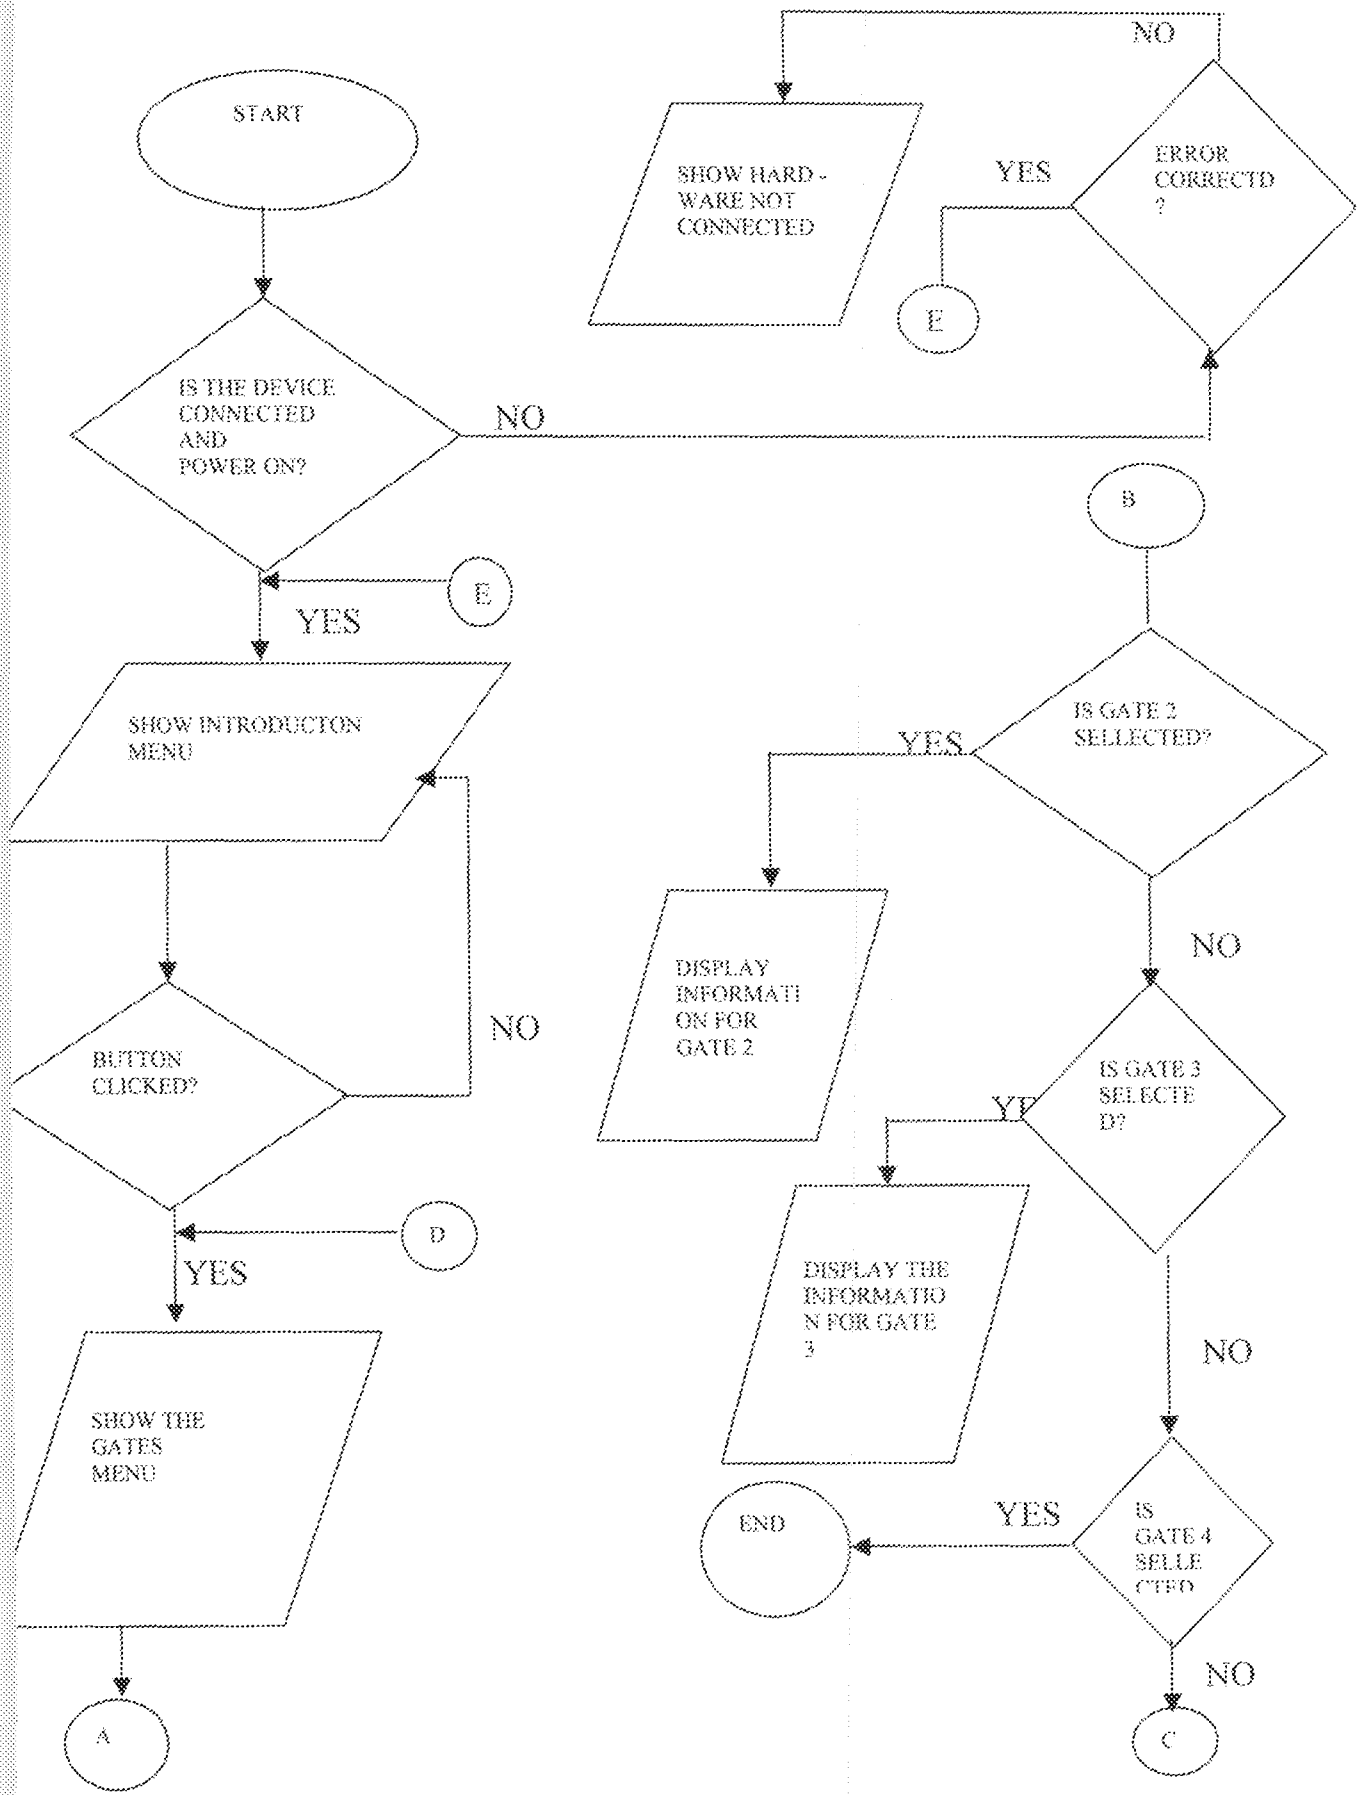 START
IS THE DEVICE
CONNECTED
AND
POWER ON?
NO
E
YES
SHOW INTRODUCTON
MENU
BUTTON
CLICKED?
NO
D
YES
SHOW THE
GATES
MENU
A
NO
ERROR
CORRECTD
?
YES
SHOW HARD -
WARE NOT
CONNECTED
E
B
IS GATE 2
SELLECTED?
YES
DISPLAY
INFORMATI
ON FOR
GATE 2
NO
IS GATE 3
SELECTE
D?
YE
DISPLAY THE
INFORMATIO
N FOR GATE
3
NO
IS
GATE 4
SELLE
CTED
YES
END
NO
C